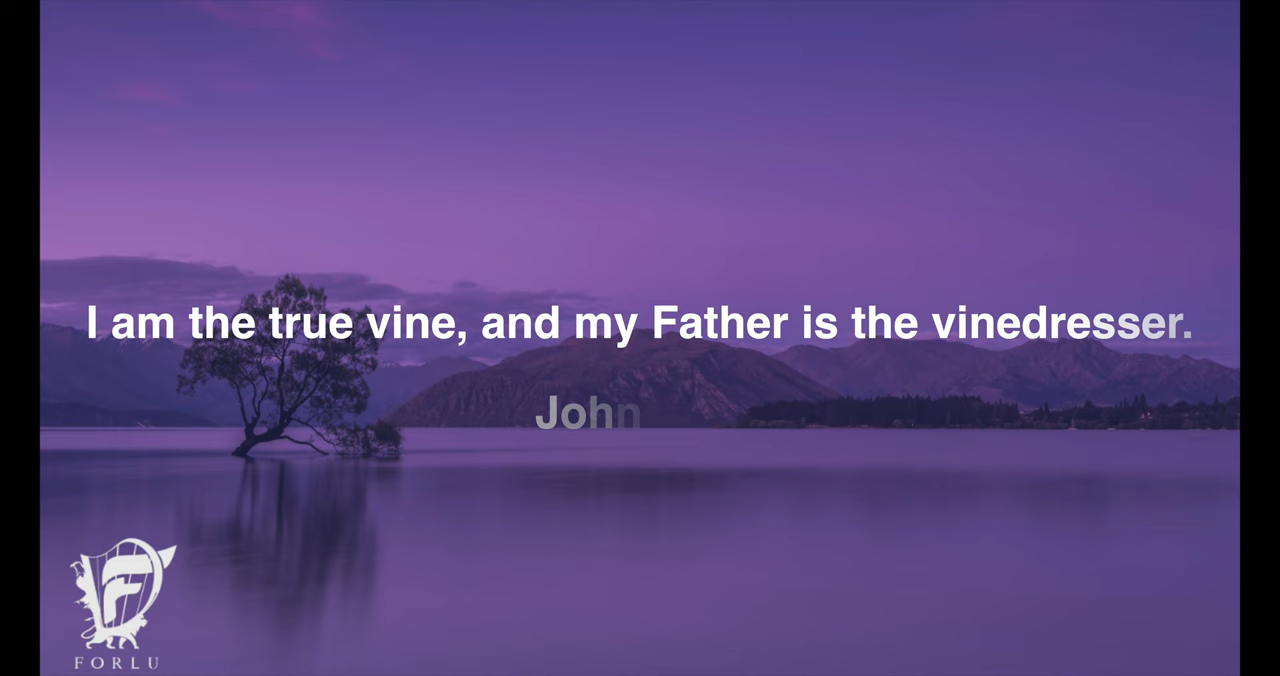 I am the true vine, and my Father is the vinedresser.
John
FORLU